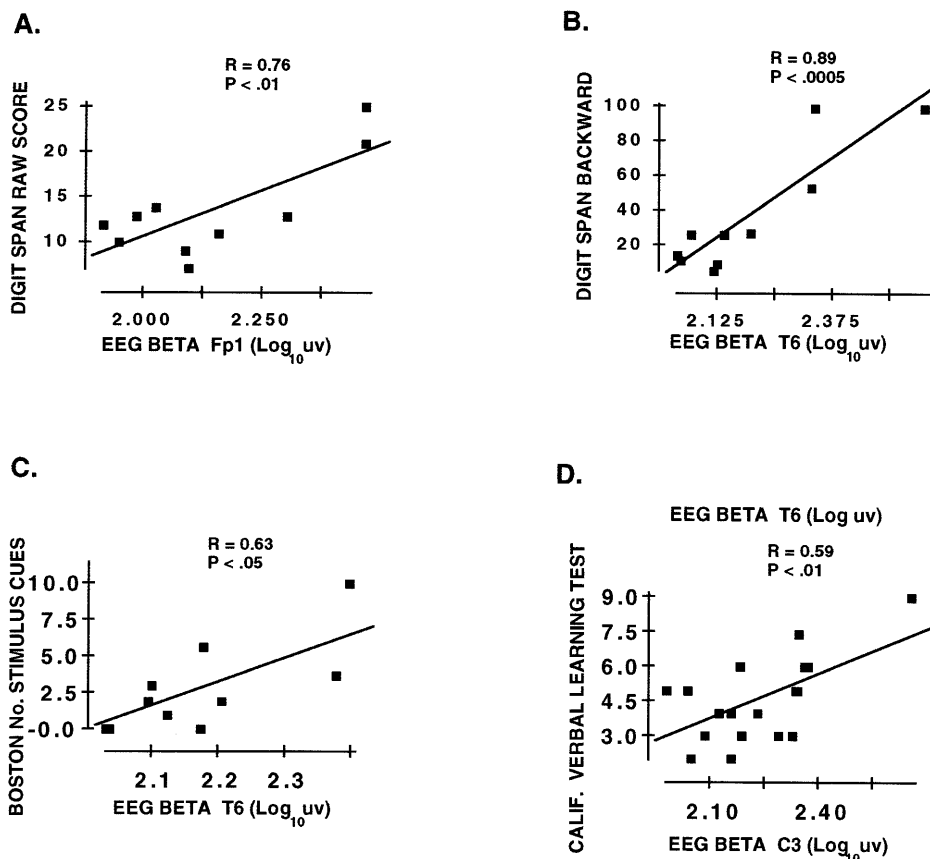 A.
R = 0.76
P < .01
DIGIT SPAN RAW SCORE
25
20
15
10
2.000 2.250
EEG BETA Fp1 (Log10uv)
B.
R = 0.89
P < .0005
DIGIT SPAN BACKWARD
100
80
60
40
20
2.125 2.375
EEG BETA T6 (Log10uv)
C.
R = 0.63
P < .05
BOSTON No. STIMULUS CUES
10.0
7.5
5.0
2.5
-0.0
2.1 2.2 2.3
EEG BETA T6 (Log10uv)
D.
EEG BETA T6 (Log uv)
R = 0.59
P < .01
CALIF. VERBAL LEARNING TEST
9.0
7.5
6.0
4.5
3.0
2.10 2.40
EEG BETA C3 (Log10uv)